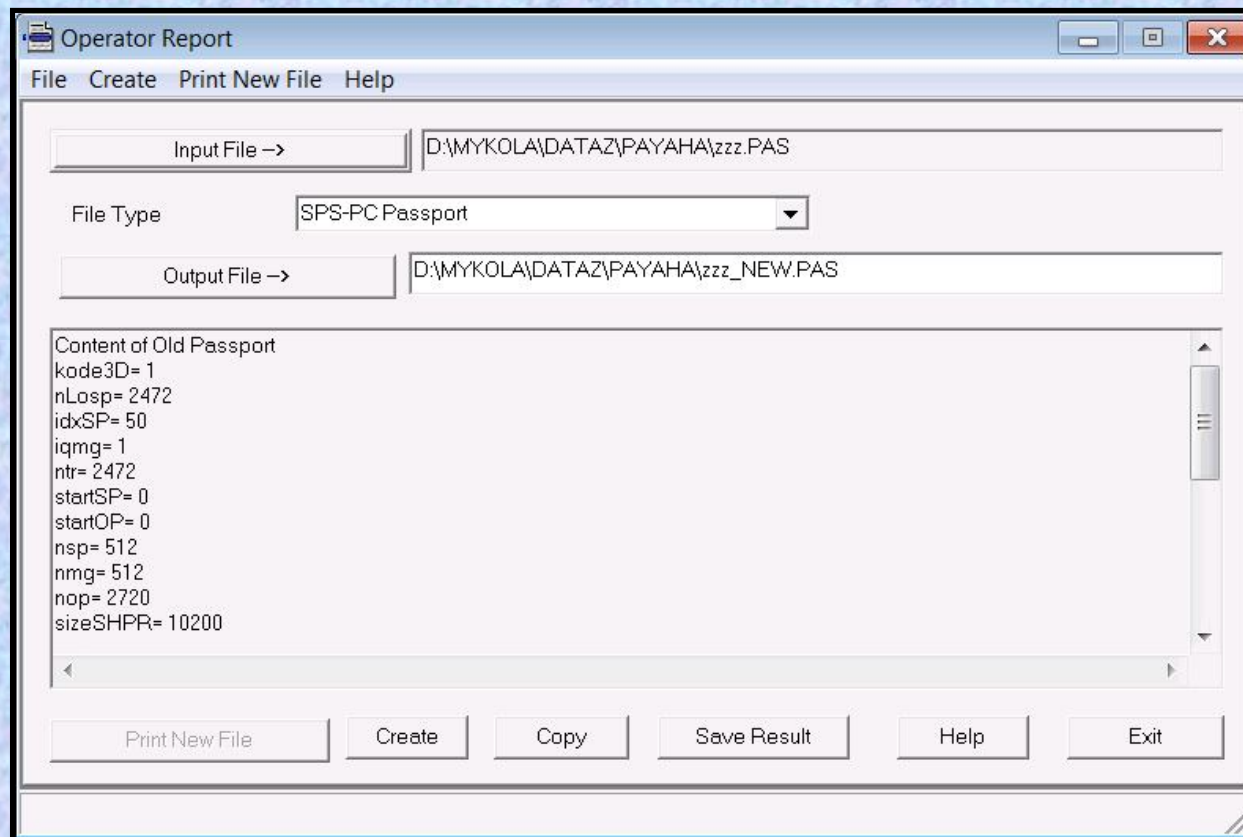 Operator Report
File Create Print New File Help
Input File --> D:\MYKOLA\DATAZ\PAYAHA\zzz.PAS
File Type SPS-PC Passport
Output File --> D:\MYKOLA\DATAZ\PAYAHA\zzz_NEW.PAS
Content of Old Passport
kode3D= 1
nLosp= 2472
idxSP= 50
iqmg= 1
ntr= 2472
startSP= 0
startOP= 0
nsp= 512
nmg= 512
nop= 2720
sizeSHPR= 10200
Print New File Create Copy Save Result Help Exit